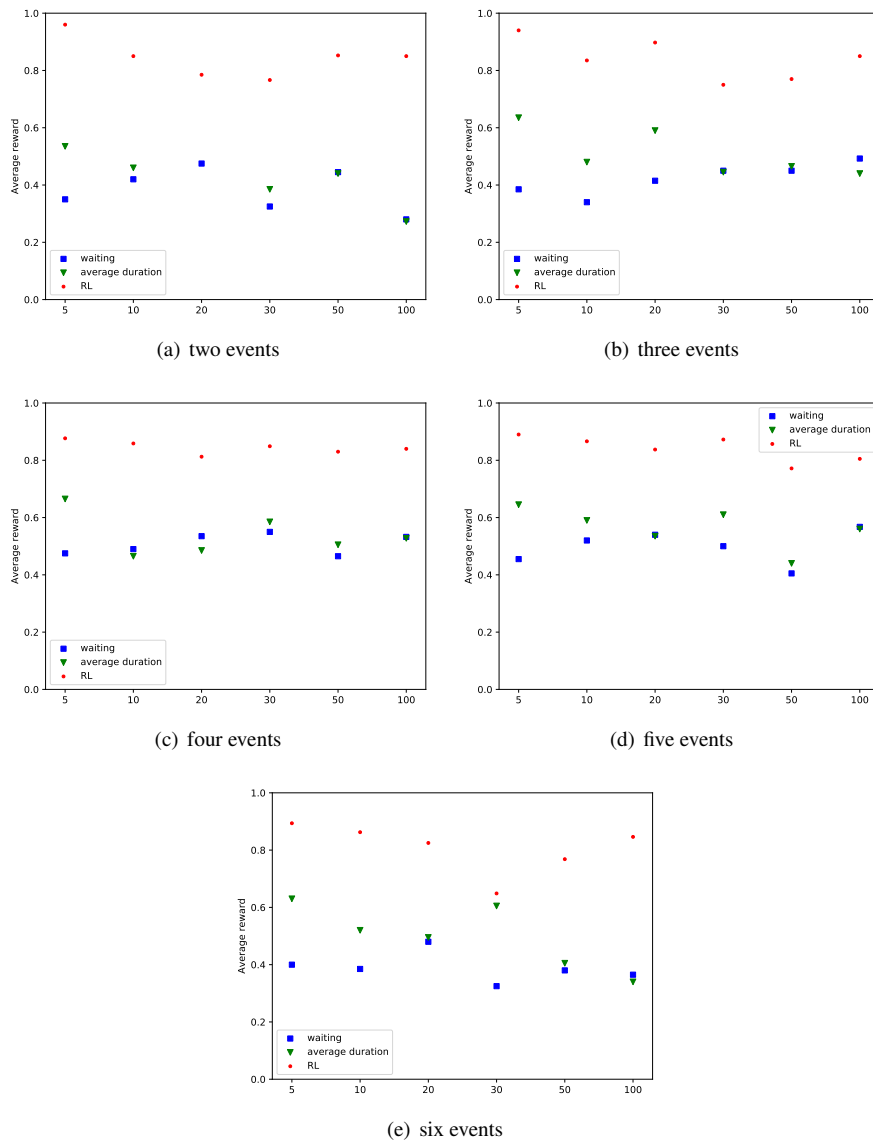 1.0
0.8
0.6
0.4
0.2
0.0
Average reward
waiting
average duration
RL
5 10 20 30 50 100
(a) two events
1.0
0.8
0.6
0.4
0.2
0.0
Average reward
waiting
average duration
RL
5 10 20 30 50 100
(b) three events
1.0
0.8
0.6
0.4
0.2
0.0
Average reward
waiting
average duration
RL
5 10 20 30 50 100
(c) four events
1.0
0.8
0.6
0.4
0.2
0.0
Average reward
waiting
average duration
RL
5 10 20 30 50 100
(d) five events
1.0
0.8
0.6
0.4
0.2
0.0
Average reward
waiting
average duration
RL
5 10 20 30 50 100
(e) six events